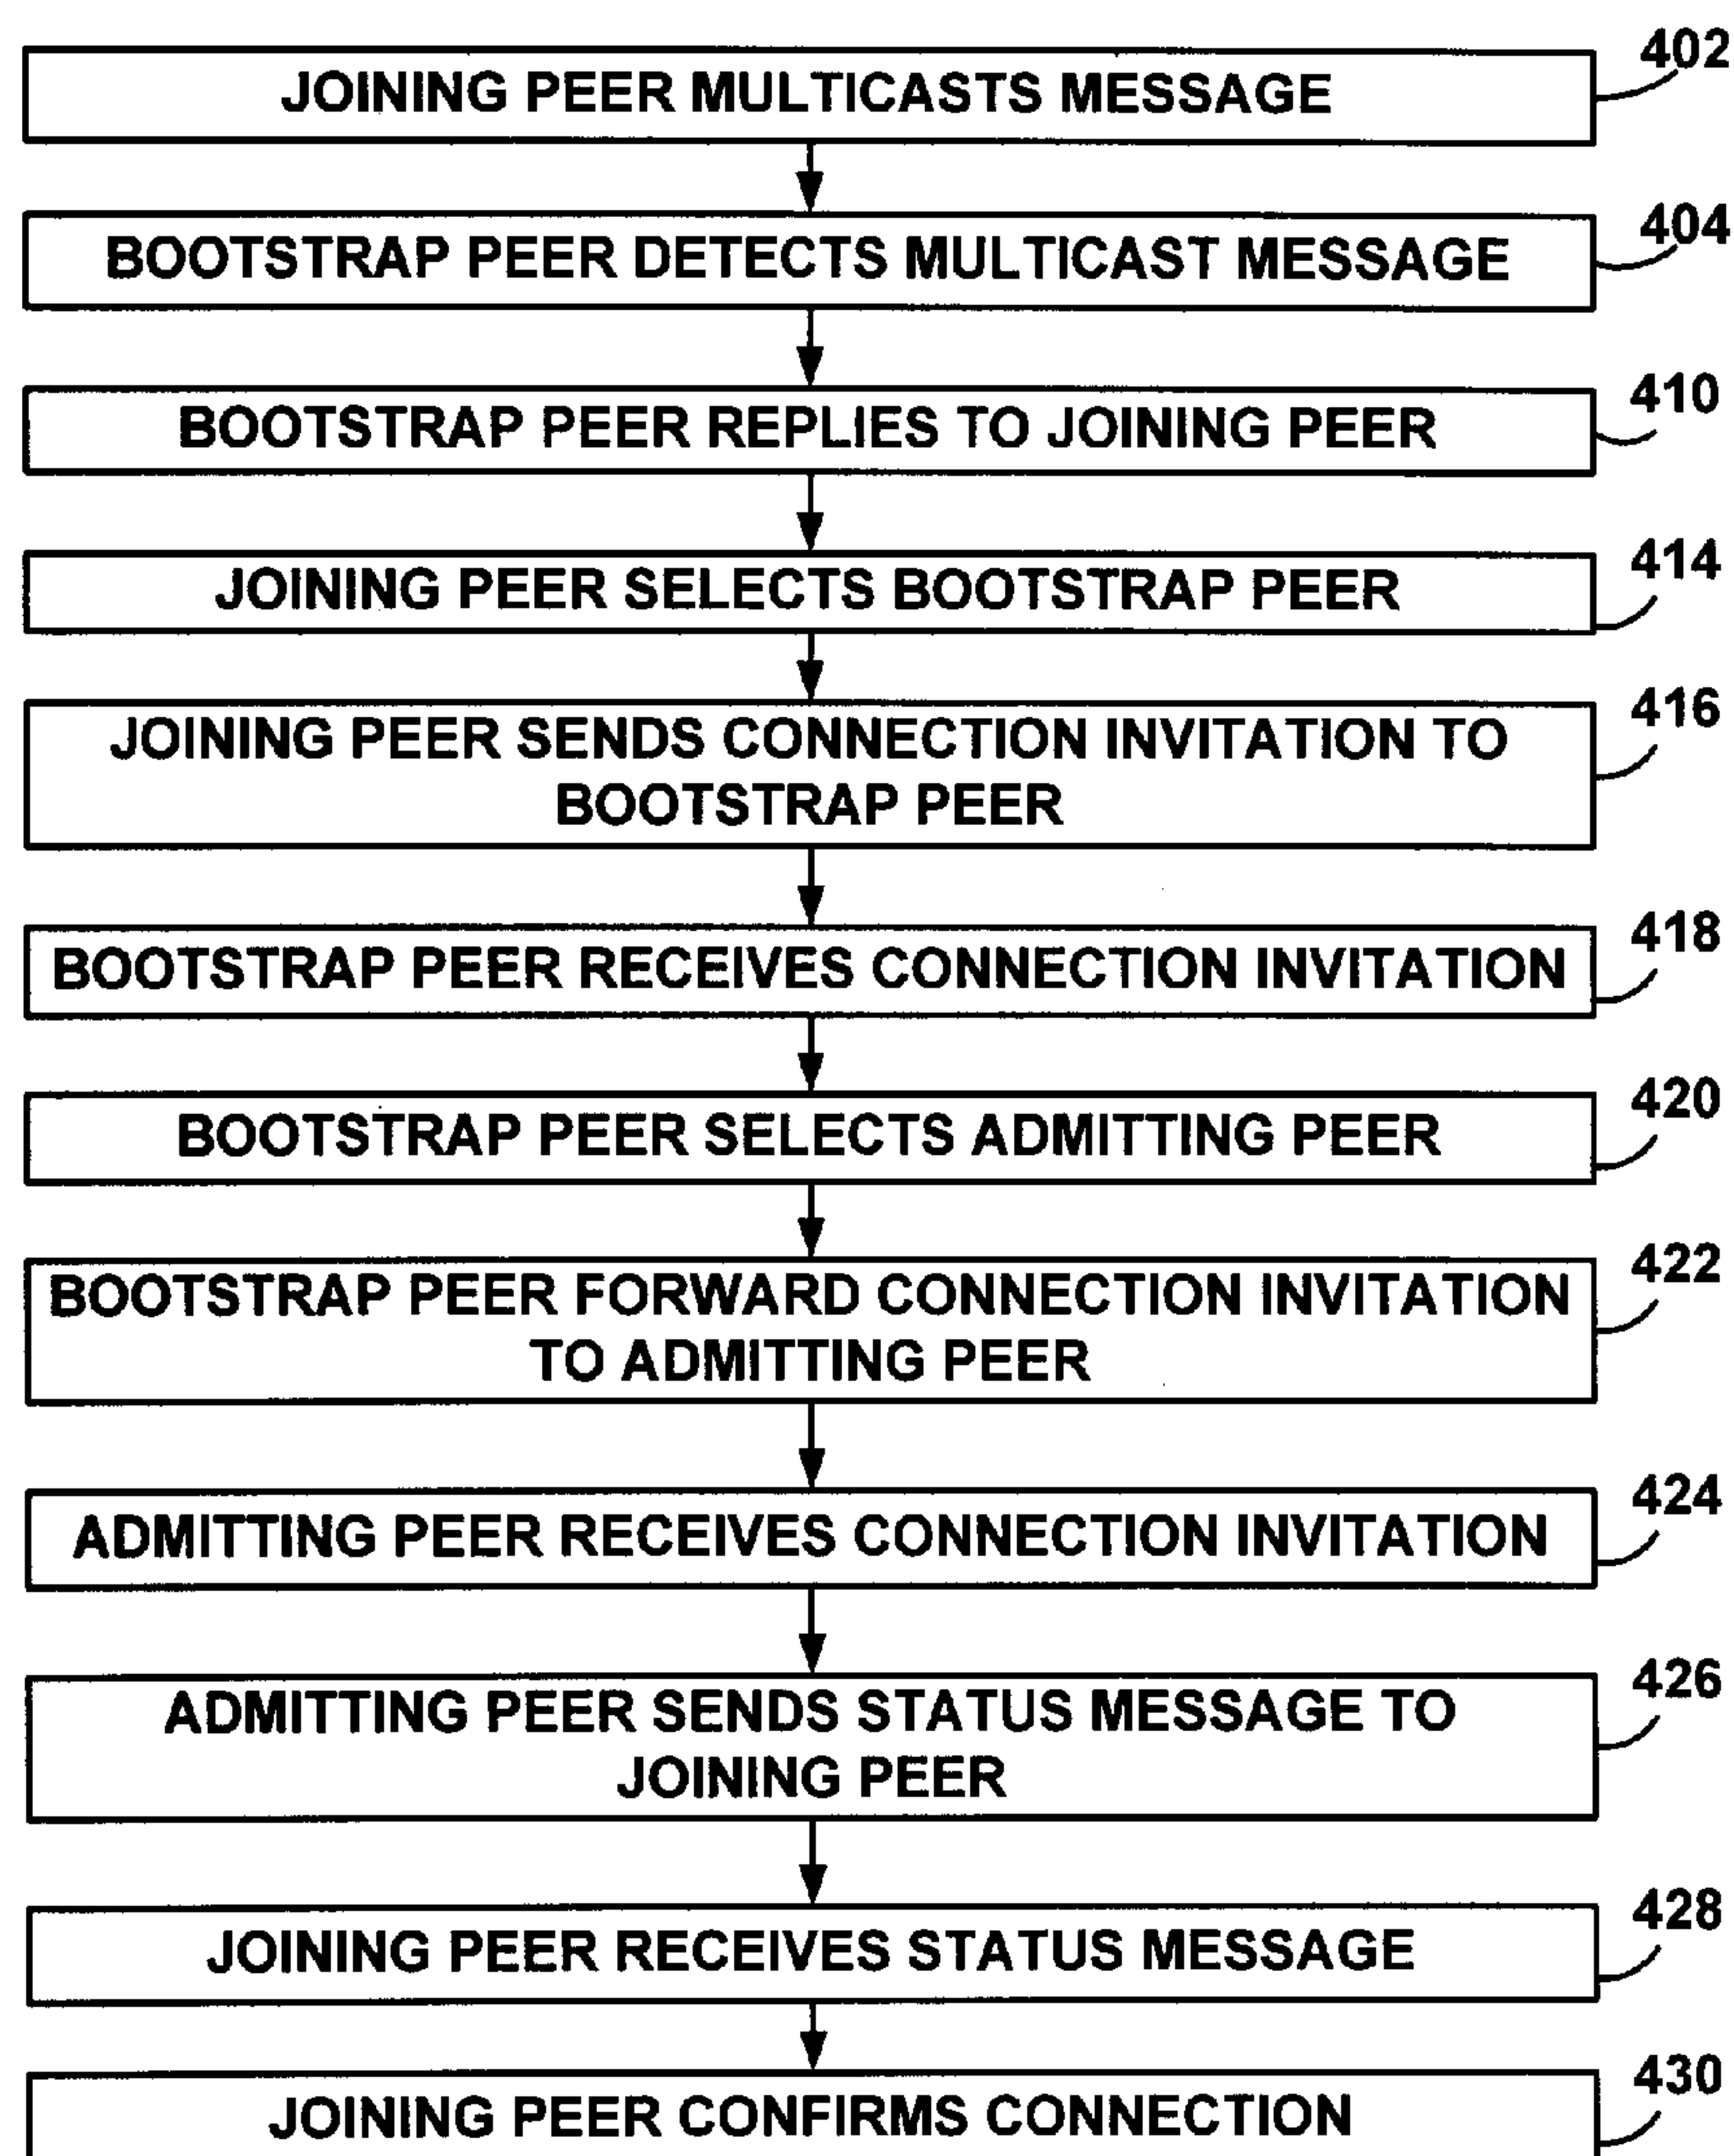 402
JOINING PEER MULTICASTS MESSAGE
404
BOOTSTRAP PEER DETECTS MULTICAST MESSAGE
410
BOOTSTRAP PEER REPLIES TO JOINING PEER
414
JOINING PEER SELECTS BOOTSTRAP PEER
416
JOINING PEER SENDS CONNECTION INVITATION TO
BOOTSTRAP PEER
418
BOOTSTRAP PEER RECEIVES CONNECTION INVITATION
420
BOOTSTRAP PEER SELECTS ADMITTING PEER
422
BOOTSTRAP PEER FORWARD CONNECTION INVITATION
TO ADMITTING PEER
424
ADMITTING PEER RECEIVES CONNECTION INVITATION
426
ADMITTING PEER SENDS STATUS MESSAGE TO
JOINING PEER
428
JOINING PEER RECEIVES STATUS MESSAGE
430
JOINING PEER CONFIRMS CONNECTION